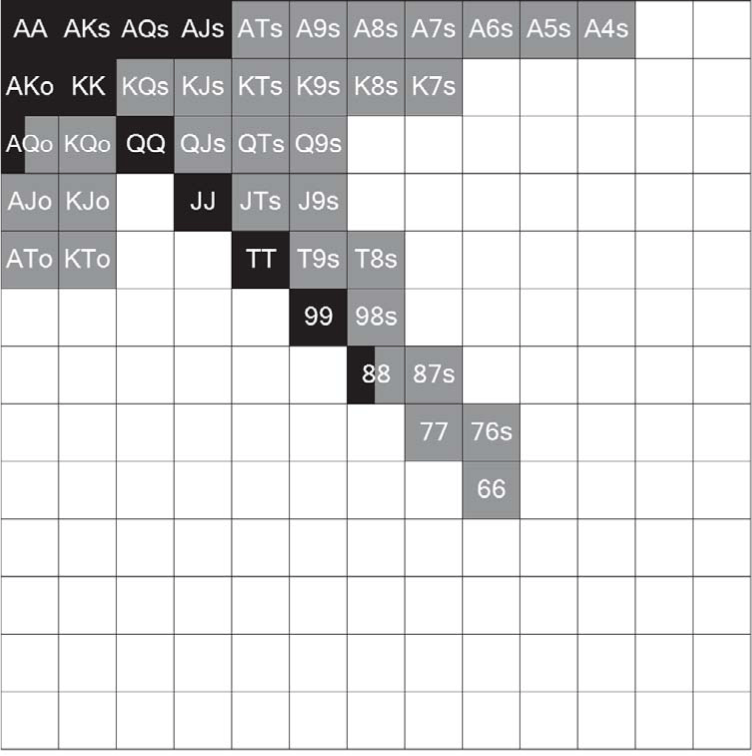 AA AKs AQs AJs ATs A9s A8s A7s A6s A5s A4s
AKo KK KQs KJs KTs K9s K8s K7s
AQo KQo QQ QJs QTs Q9s
AJo KJo JJ JTs J9s
ATo KTo TT T9s T8s
99 98s
88 87s
77 76s
66